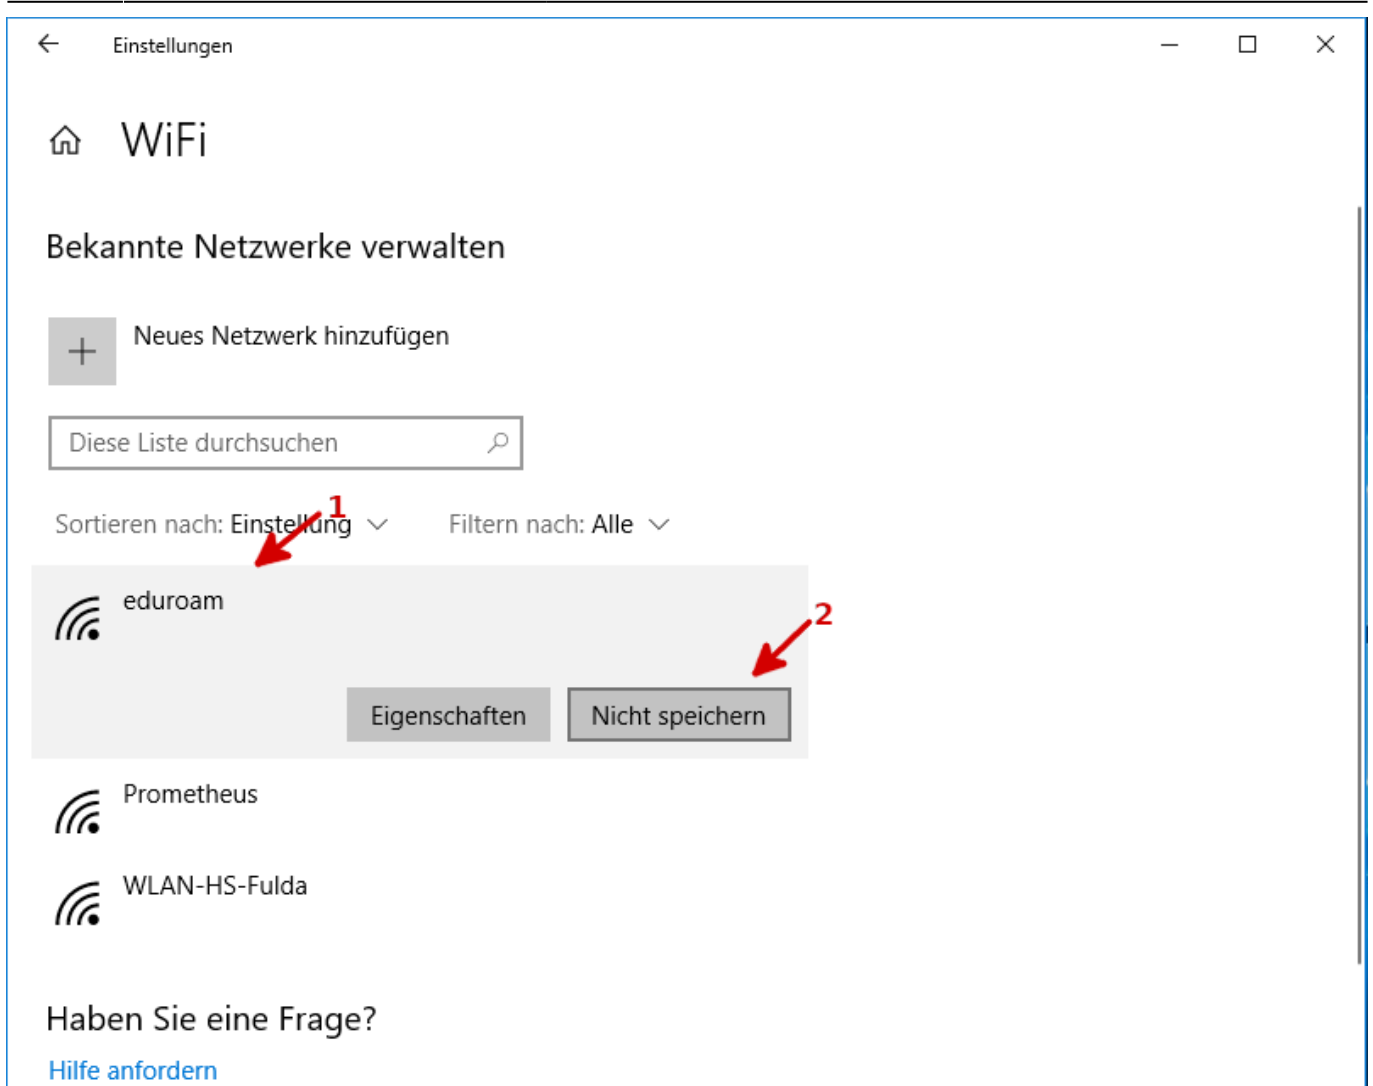 Einstellungen
WiFi
Bekannte Netzwerke verwalten
Neues Netzwerk hinzufügen
Diese Liste durchsuchen
1
Sortieren nach: Einstellung Filtern nach: Alle
eduroam
2
Eigenschaften Nicht speichern
Prometheus
WLAN-HS-Fulda
Haben Sie eine Frage?
Hilfe anfordern